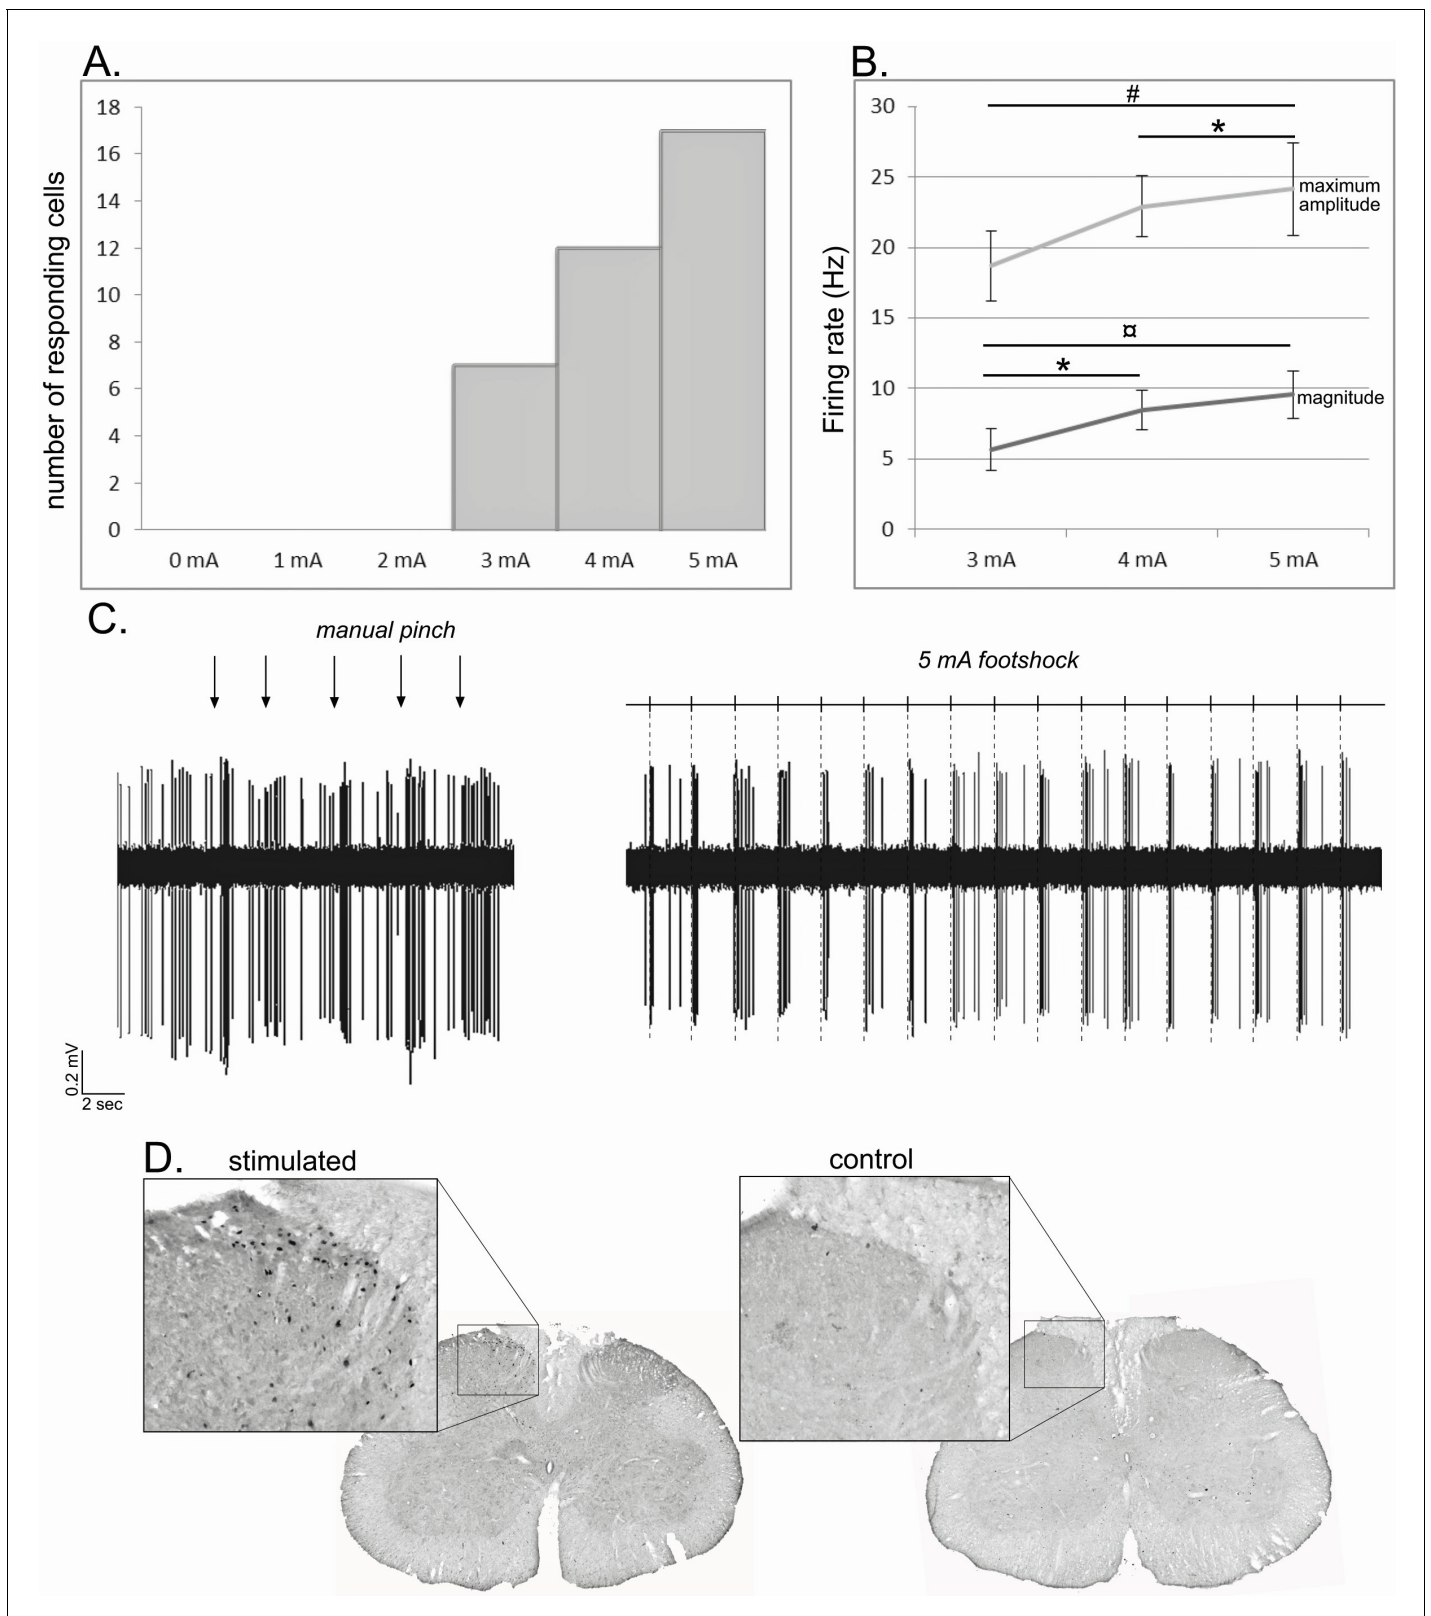 A.
number of responding cells
18
16
14
12
10
8
6
4
2
0
0 mA 1 mA 2 mA 3 mA 4 mA 5 mA
B.
Firing rate (Hz)
30
25
20
15
10
5
0
#
*
maximum
amplitude
¤
*
magnitude
3 mA 4 mA 5 mA
C.
manual pinch
5 mA footshock
0.2 mV
2 sec
D.
stimulated
control